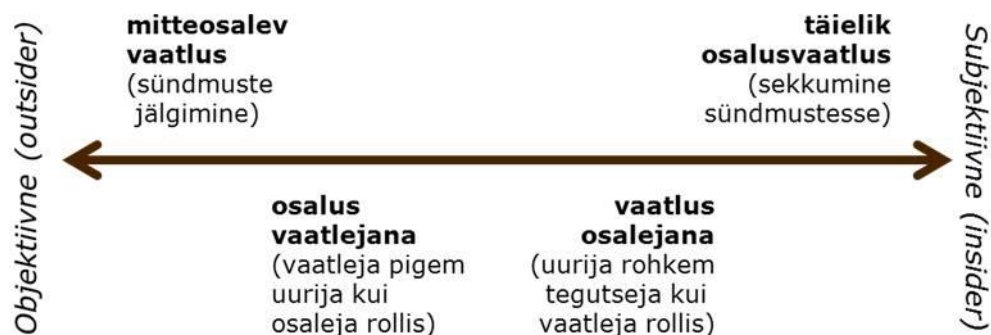 Objektiivne (outsider)
mitteosalev
vaatlus
(sündmuste
jälgimine)
täielik
osalusvaatlus
(sekkumine
sündmustesse)
osalus
vaatlejana
(vaatleja pigem
uurija kui
osaleja rollis)
vaatlus
osalejana
(uurija rohkem
tegutseja kui
vaatleja rollis)
Subjektiivne (insider)